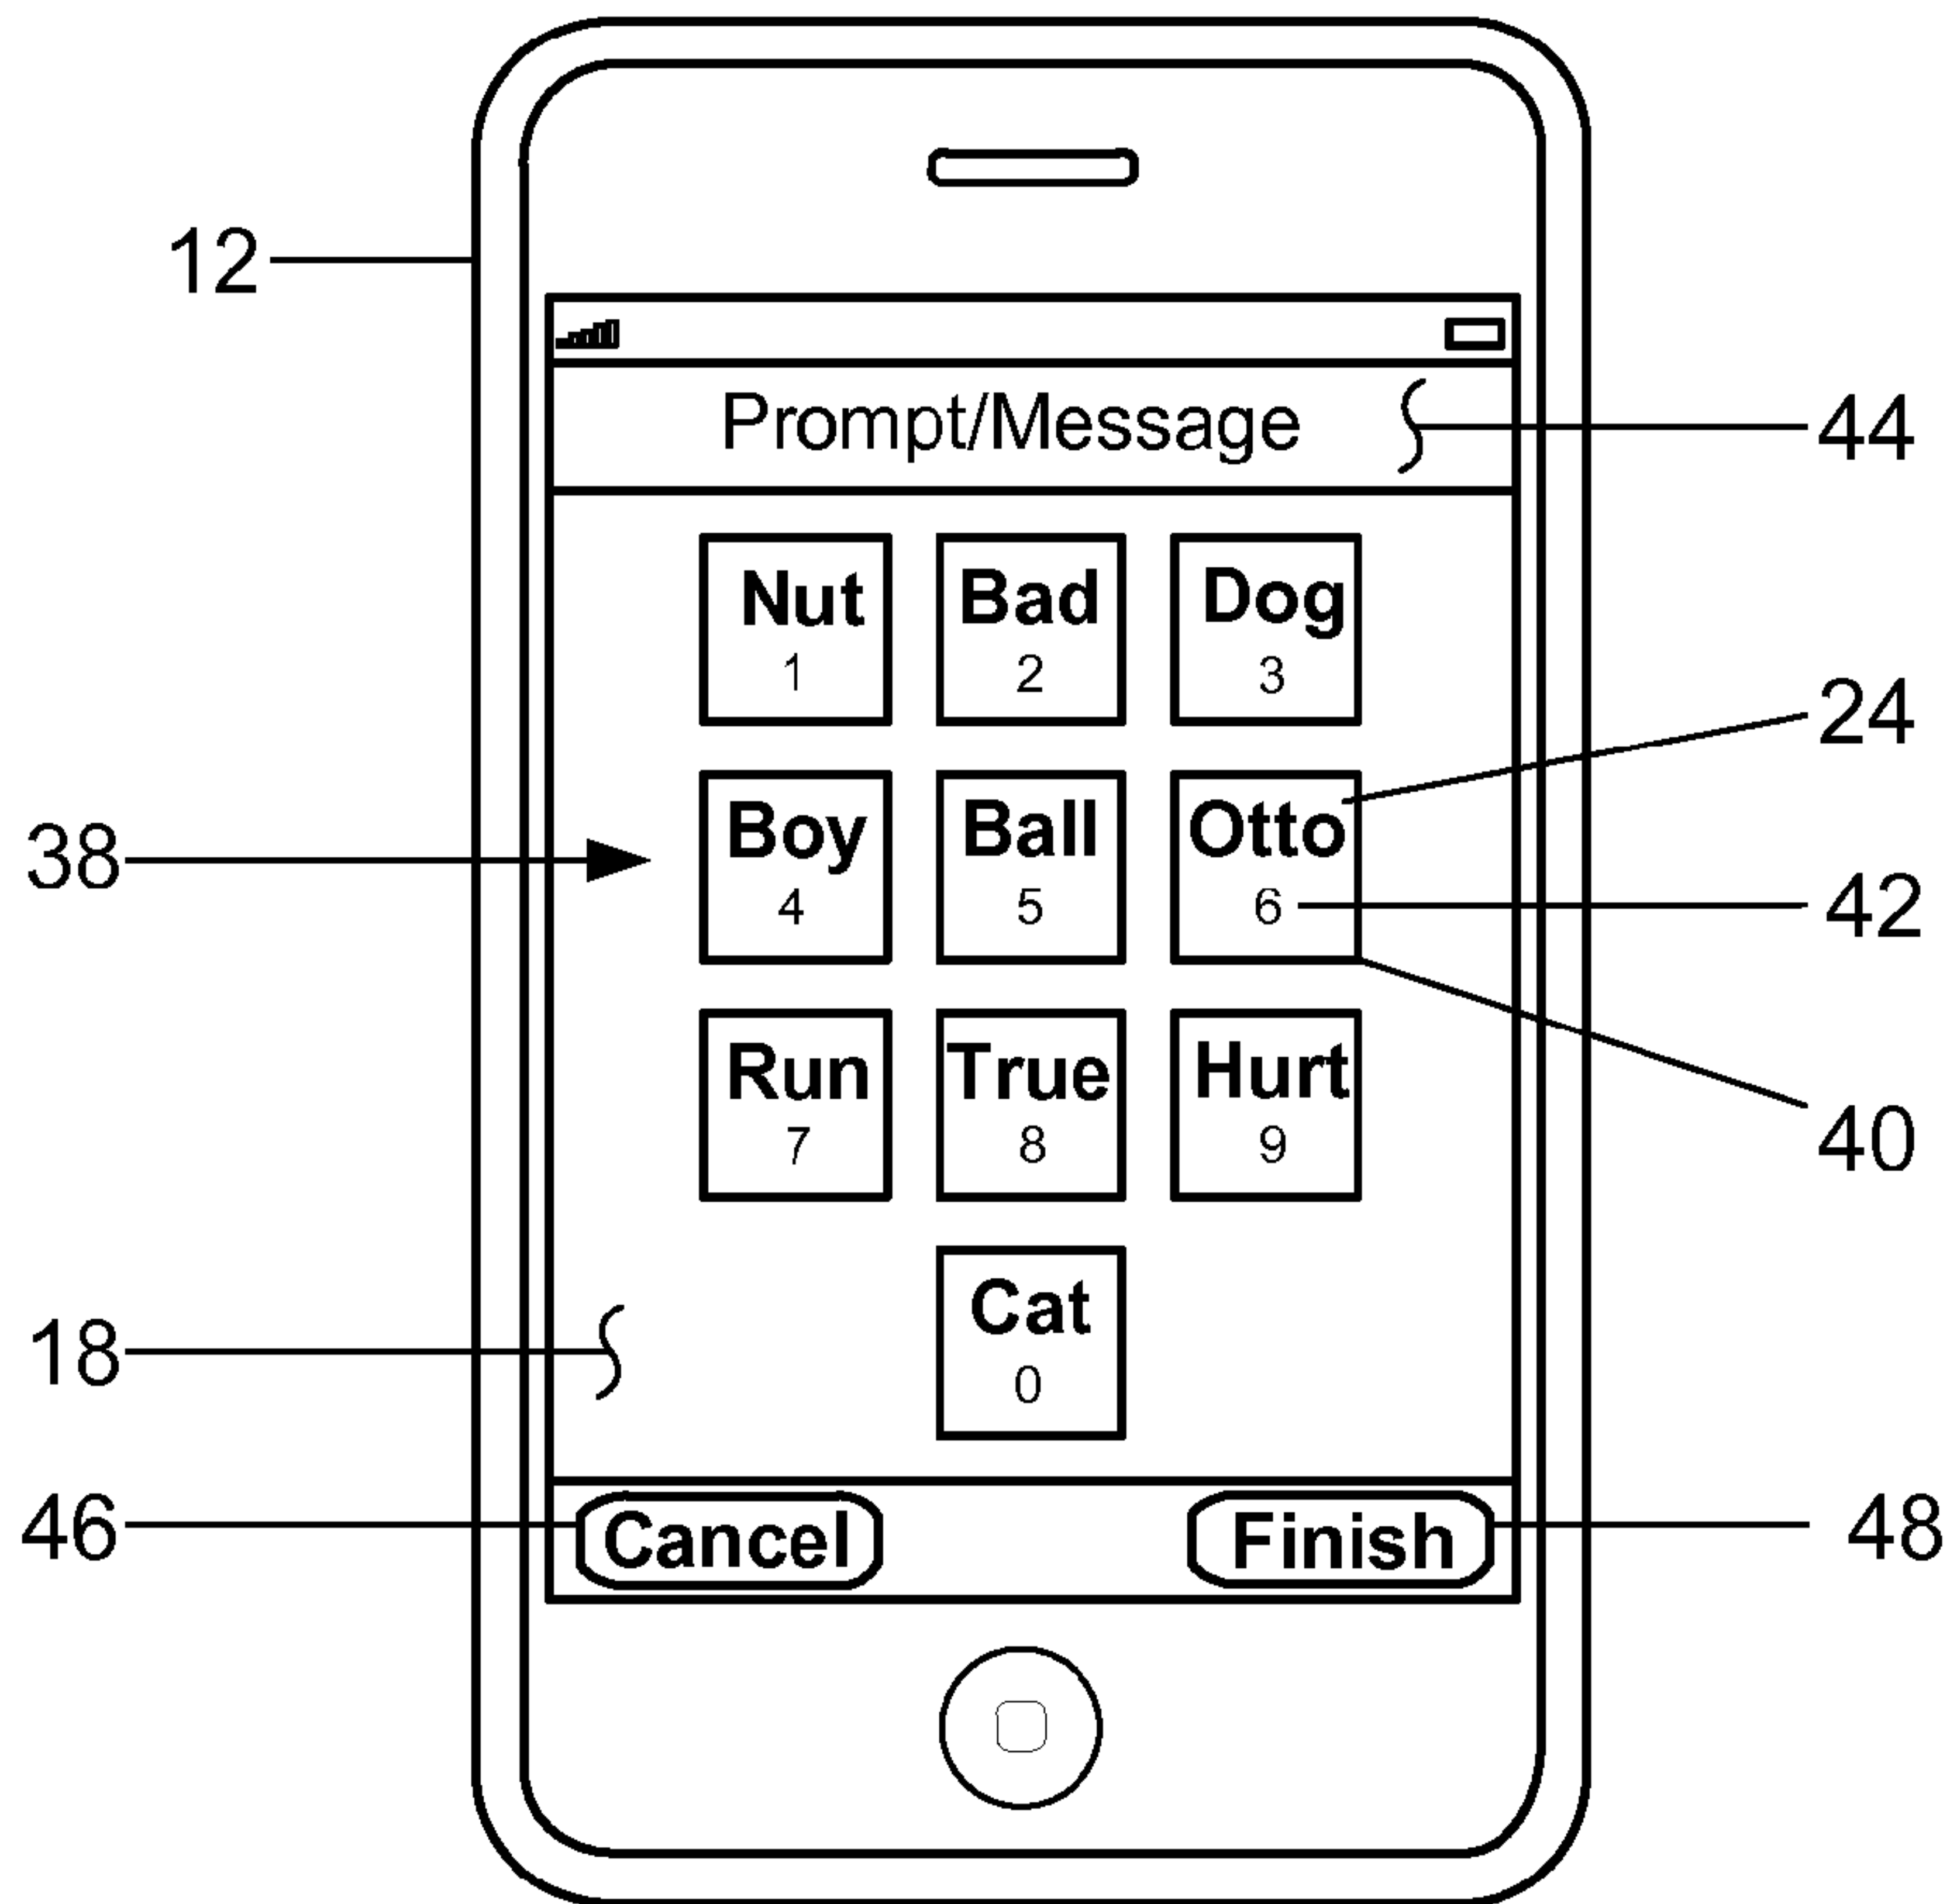 12
Prompt/Message 44
Nut Bad Dog
1 2 3
24
Boy Ball Otto
38
4 5 6 42
Run True Hurt
7 8 9 40
Cat
18
0
46 Cancel Finish 48